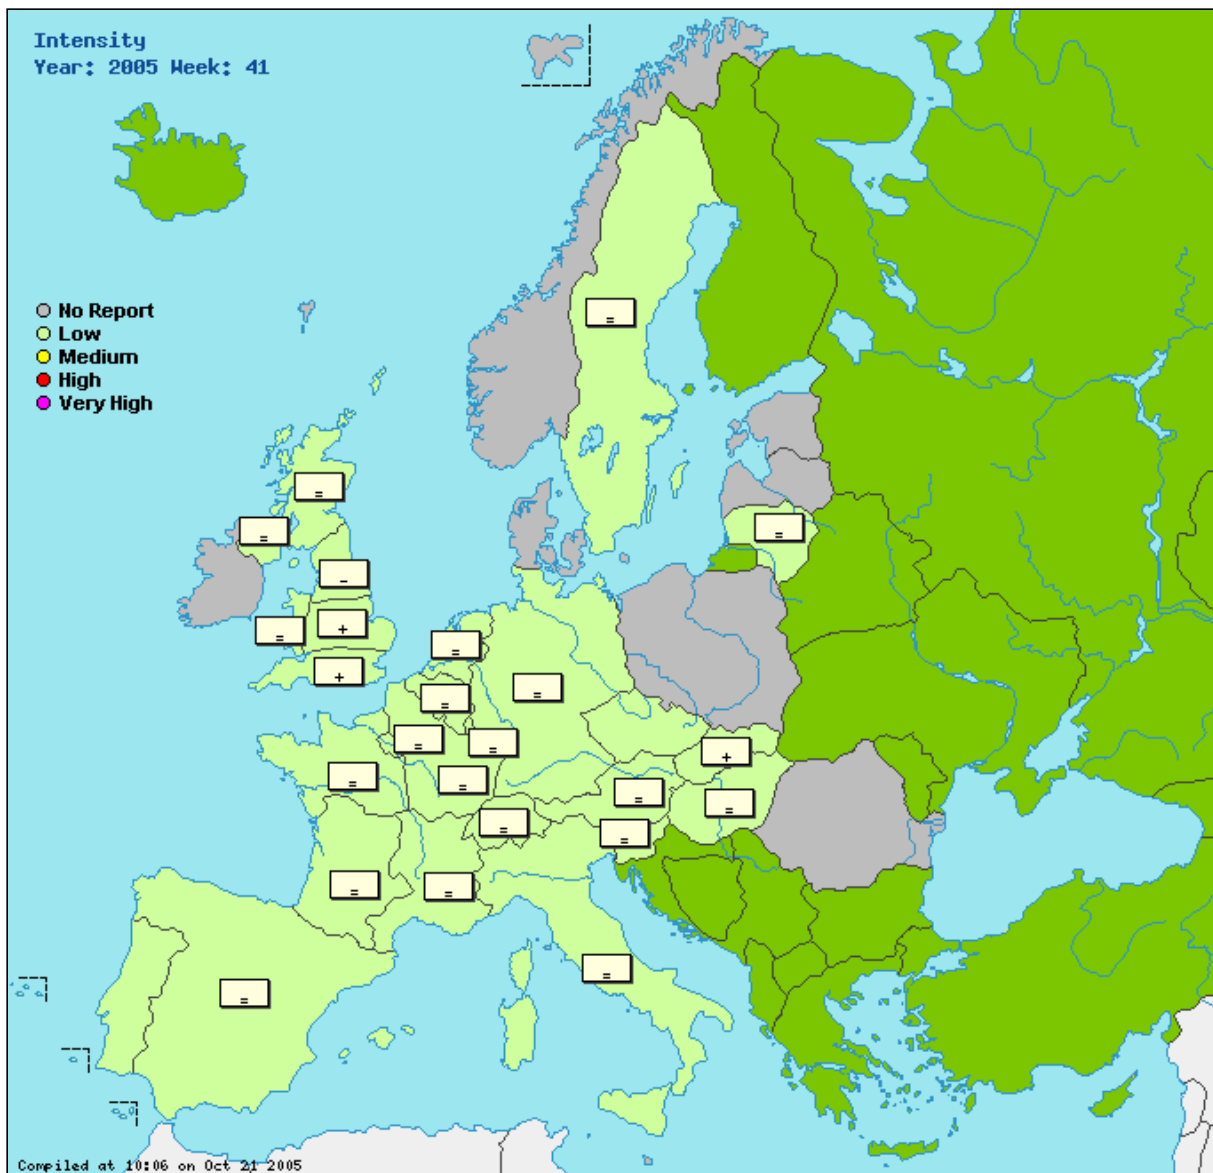 Intensity
Year: 2005 Week: 41
No Report
Low
Medium
High
Very High
=
=
=
-
=
+
+
=
=
=
=
=
=
=
=
+
=
=
=
=
=
=
=
Compiled at 10:06 on Oct 21 2005